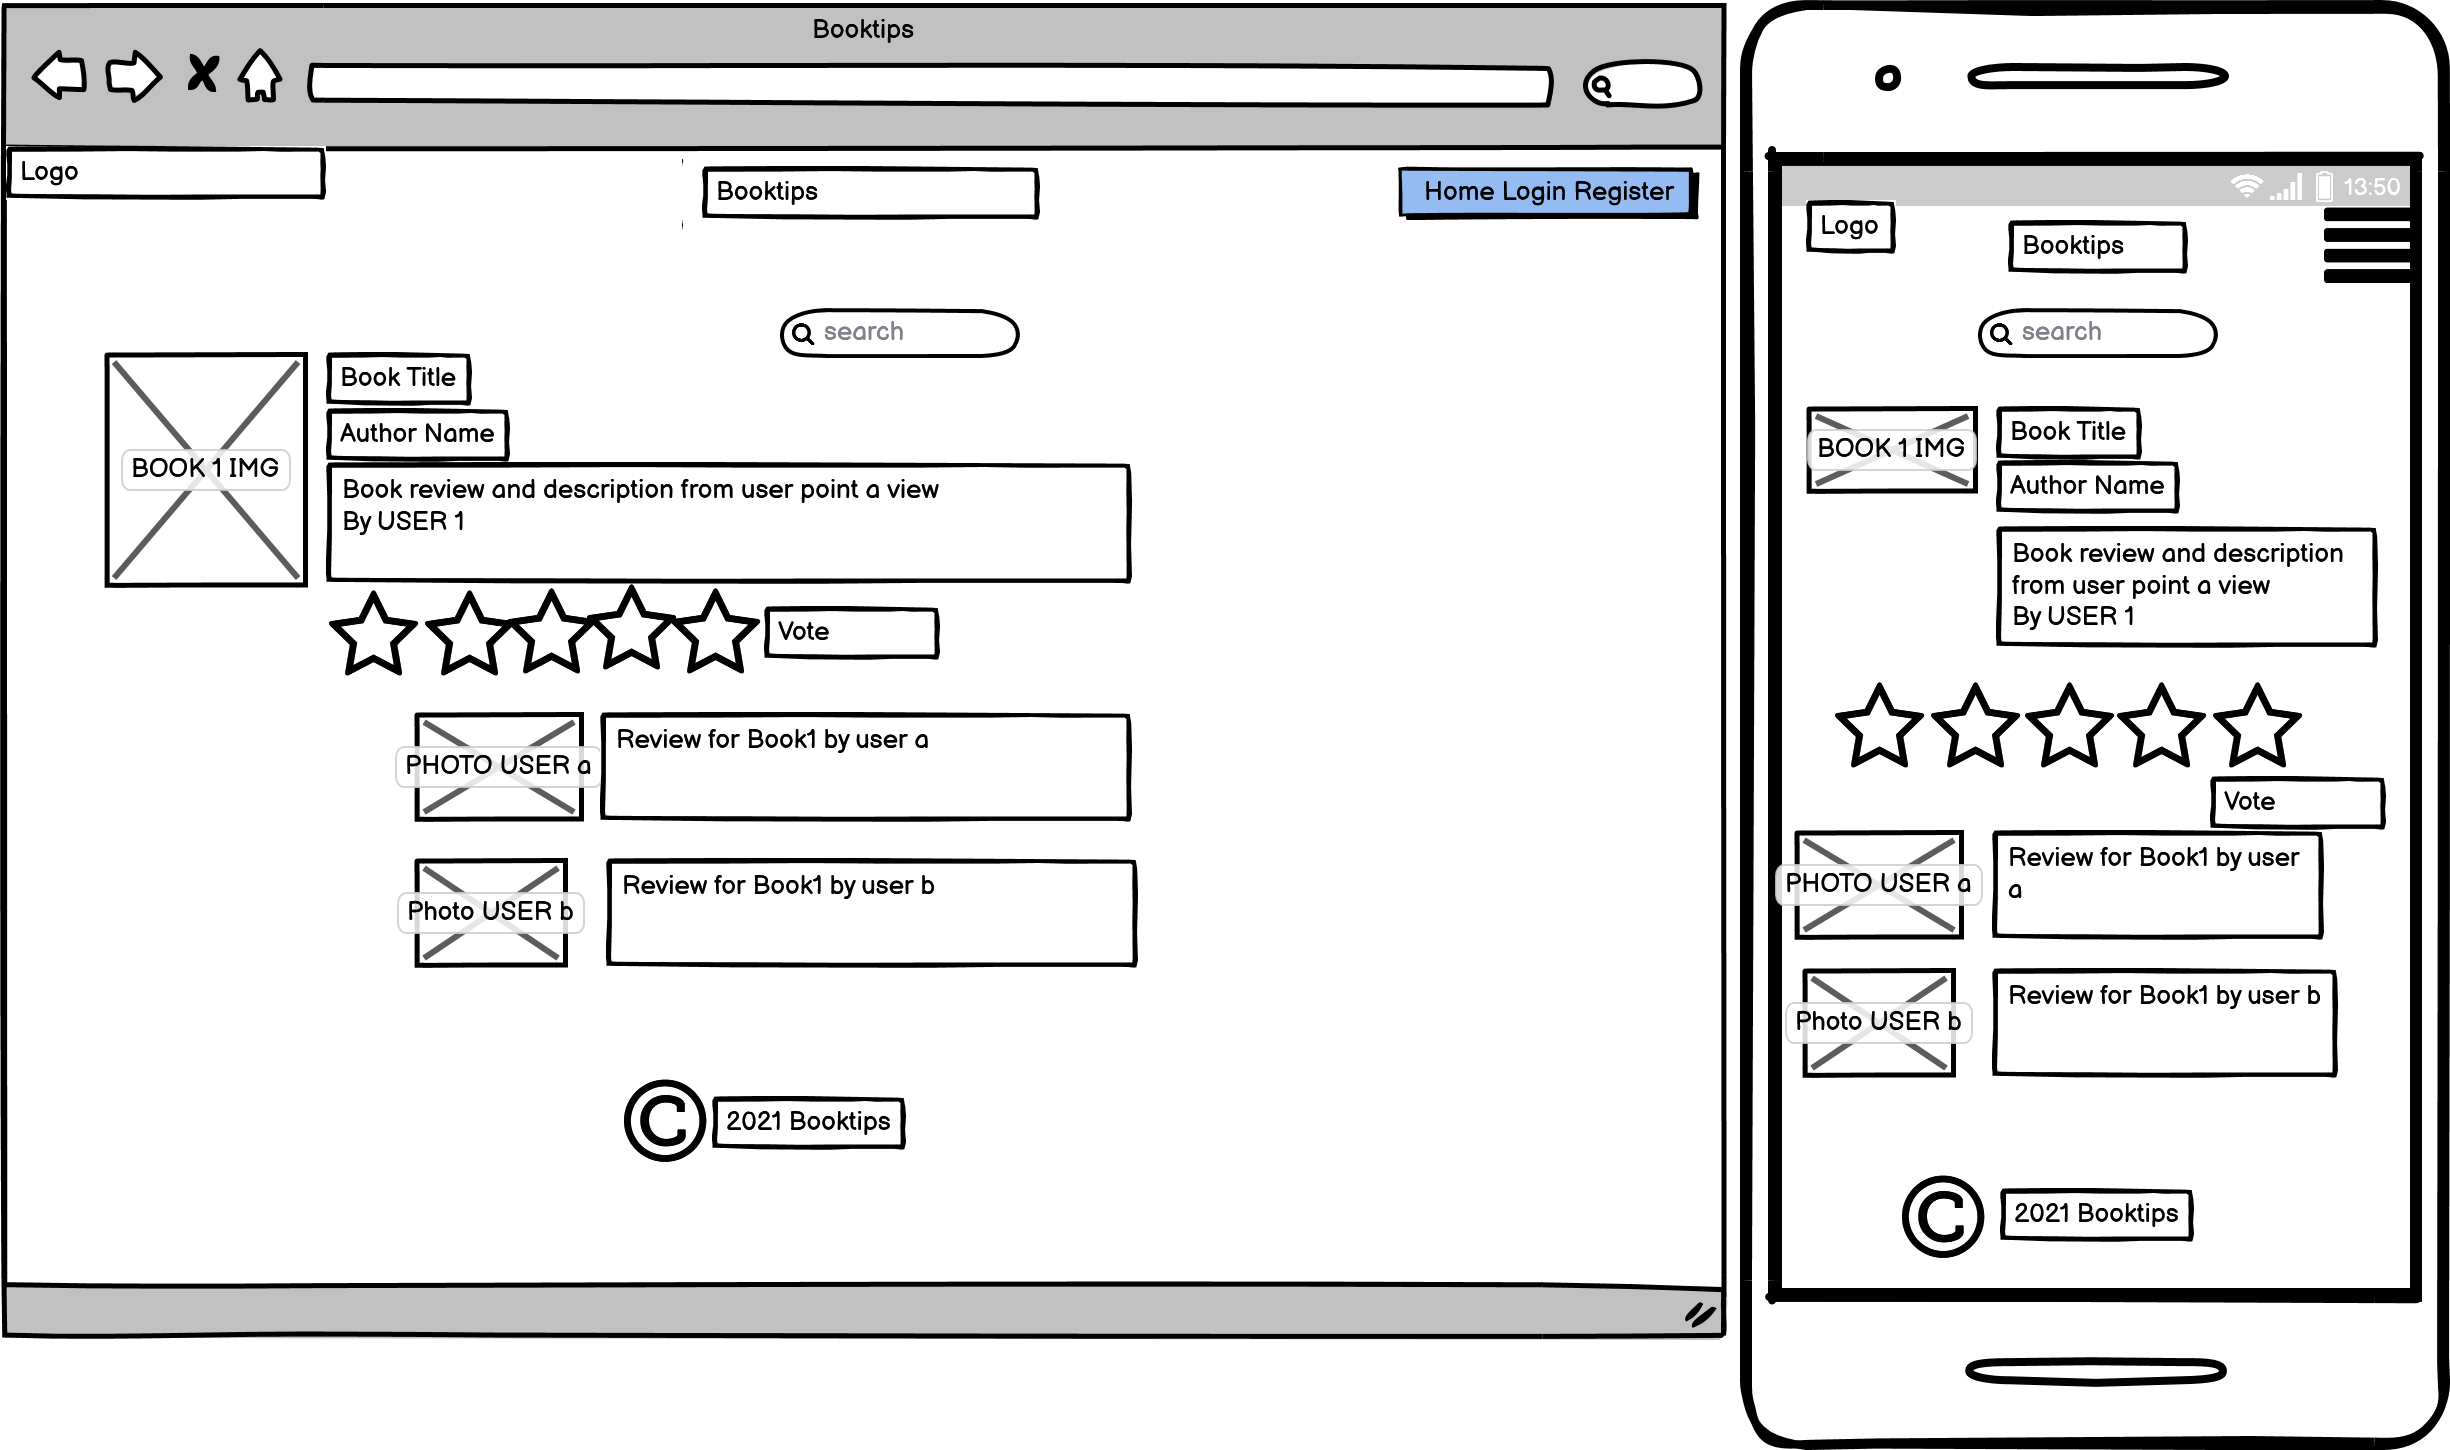 Booktips
Logo
Booktips
Home Login Register
search
BOOK 1 IMG
Book Title
Author Name
Book review and description from user point a view
By USER 1
Vote
PHOTO USER a
Review for Book1 by user a
Photo USER b
Review for Book1 by user b
© 2021 Booktips
13:50
Logo
Booktips
search
BOOK 1 IMG
Book Title
Author Name
Book review and description
from user point a view
By USER 1
Vote
PHOTO USER a
Review for Book1 by user
a
Photo USER b
Review for Book1 by user b
© 2021 Booktips